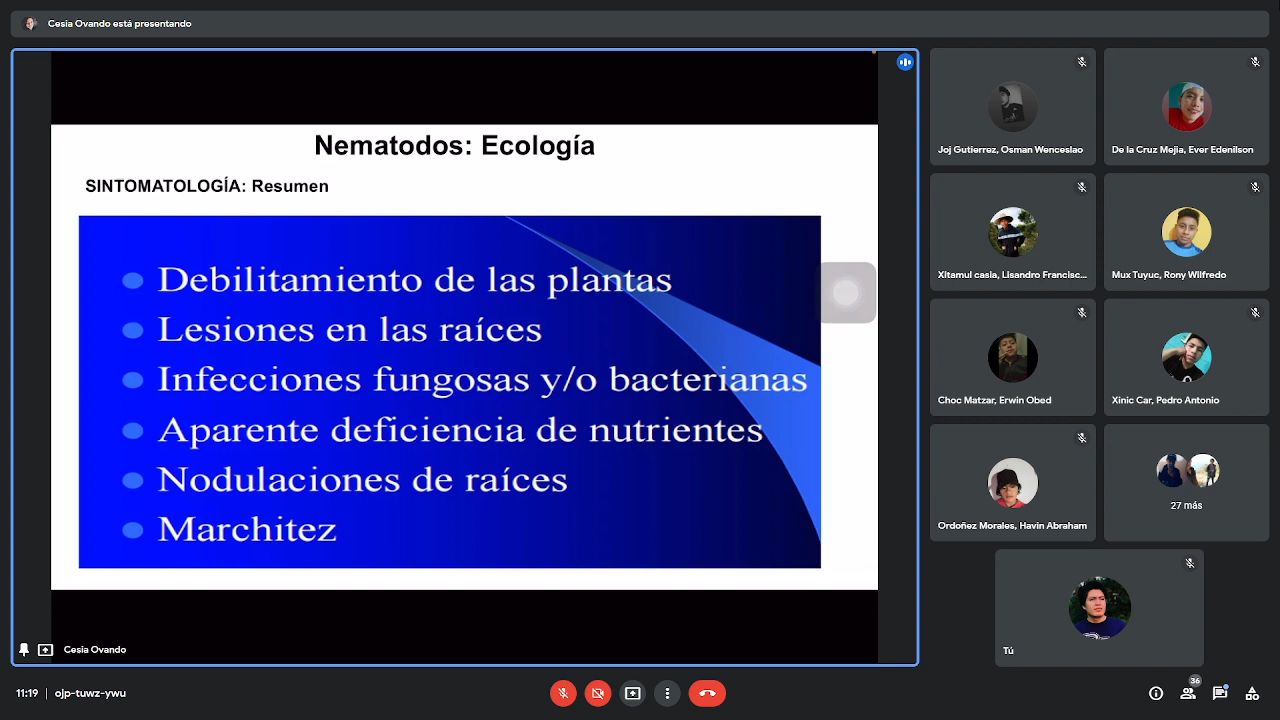 Cesia Ovando está presentando
Nematodos: Ecología
SINTOMATOLOGÍA: Resumen
Debilitamiento de las plantas
Lesiones en las raíces
Infecciones fungosas y/o bacterianas
Aparente deficiencia de nutrientes
Nodulaciones de raíces
Marchitez
Cesia Ovando
Joj Gutierrez, Osman Wenceslao
De la Cruz Mejia, Ever Edenilson
Xitamul casia, Lisandro Francisc...
Mux Tuyuc, Rony Wilfredo
Choc Matzar, Erwin Obed
Xinic Car, Pedro Antonio
Ordoñez Morales, Havin Abraham
27 más
Tú
11:19 | ojp-tuwz-ywu
36